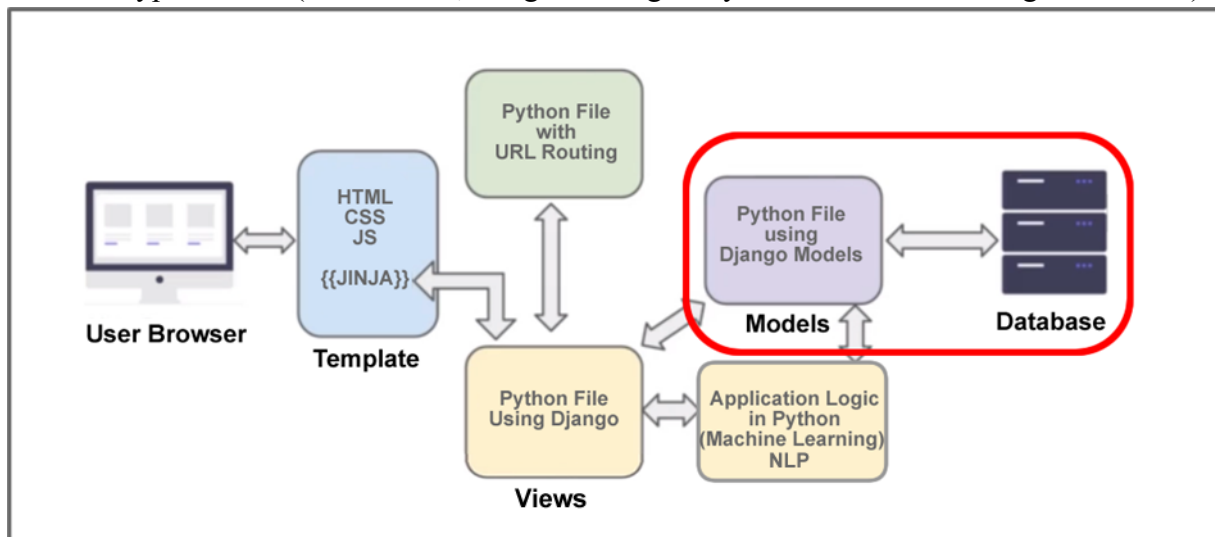 Python File
with
URL Routing
HTML
CSS
JS
{{JINJA}}
Python File
using
Django Models
User Browser
Template
Models
Database
Python File
Using Django
Application Logic
in Python
(Machine Learning)
NLP
Views